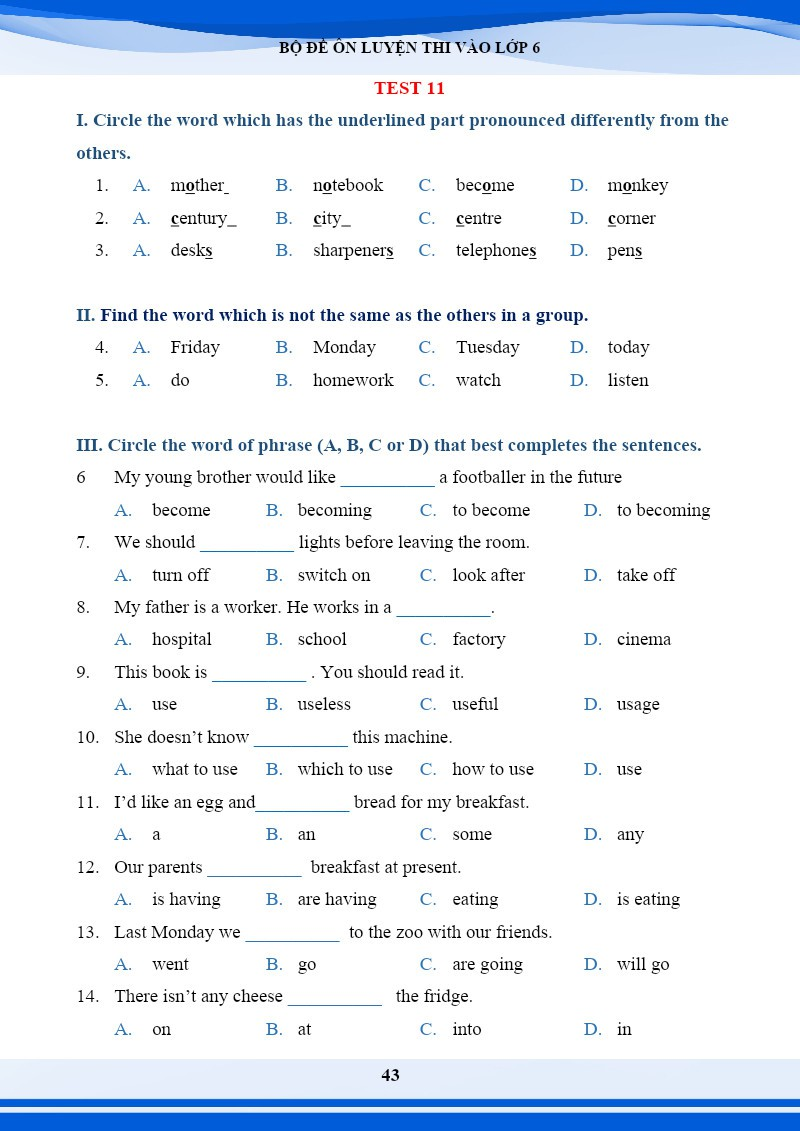 BỘ ĐỀ ÔN LUYỆN THI VÀO LỚP 6
TEST 11
I. Circle the word which has the underlined part pronounced differently from the
others.
1. A. mother B. notebook C. become D. monkey
2. A. century B. city C. centre D. corner
3. A. desks B. sharpeners C. telephones D. pens
II. Find the word which is not the same as the others in a group.
4. A. Friday B. Monday C. Tuesday D. today
5. A. do B. homework C. watch D. listen
III. Circle the word of phrase (A, B, C or D) that best completes the sentences.
6 My young brother would like __________ a footballer in the future
A. become B. becoming C. to become D. to becoming
7. We should __________ lights before leaving the room.
A. turn off B. switch on C. look after D. take off
8. My father is a worker. He works in a __________.
A. hospital B. school C. factory D. cinema
9. This book is __________ . You should read it.
A. use B. useless C. useful D. usage
10. She doesn’t know __________ this machine.
A. what to use B. which to use C. how to use D. use
11. I’d like an egg and__________ bread for my breakfast.
A. a B. an C. some D. any
12. Our parents __________ breakfast at present.
A. is having B. are having C. eating D. is eating
13. Last Monday we __________ to the zoo with our friends.
A. went B. go C. are going D. will go
14. There isn’t any cheese __________ the fridge.
A. on B. at C. into D. in
43